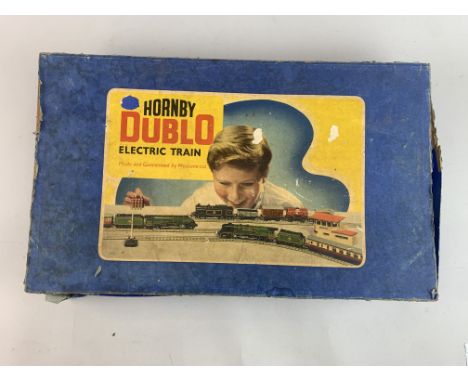 HORNBY
DUBLO
ELECTRIC TRAIN
Made and Guaranteed by Meccano Ltd.